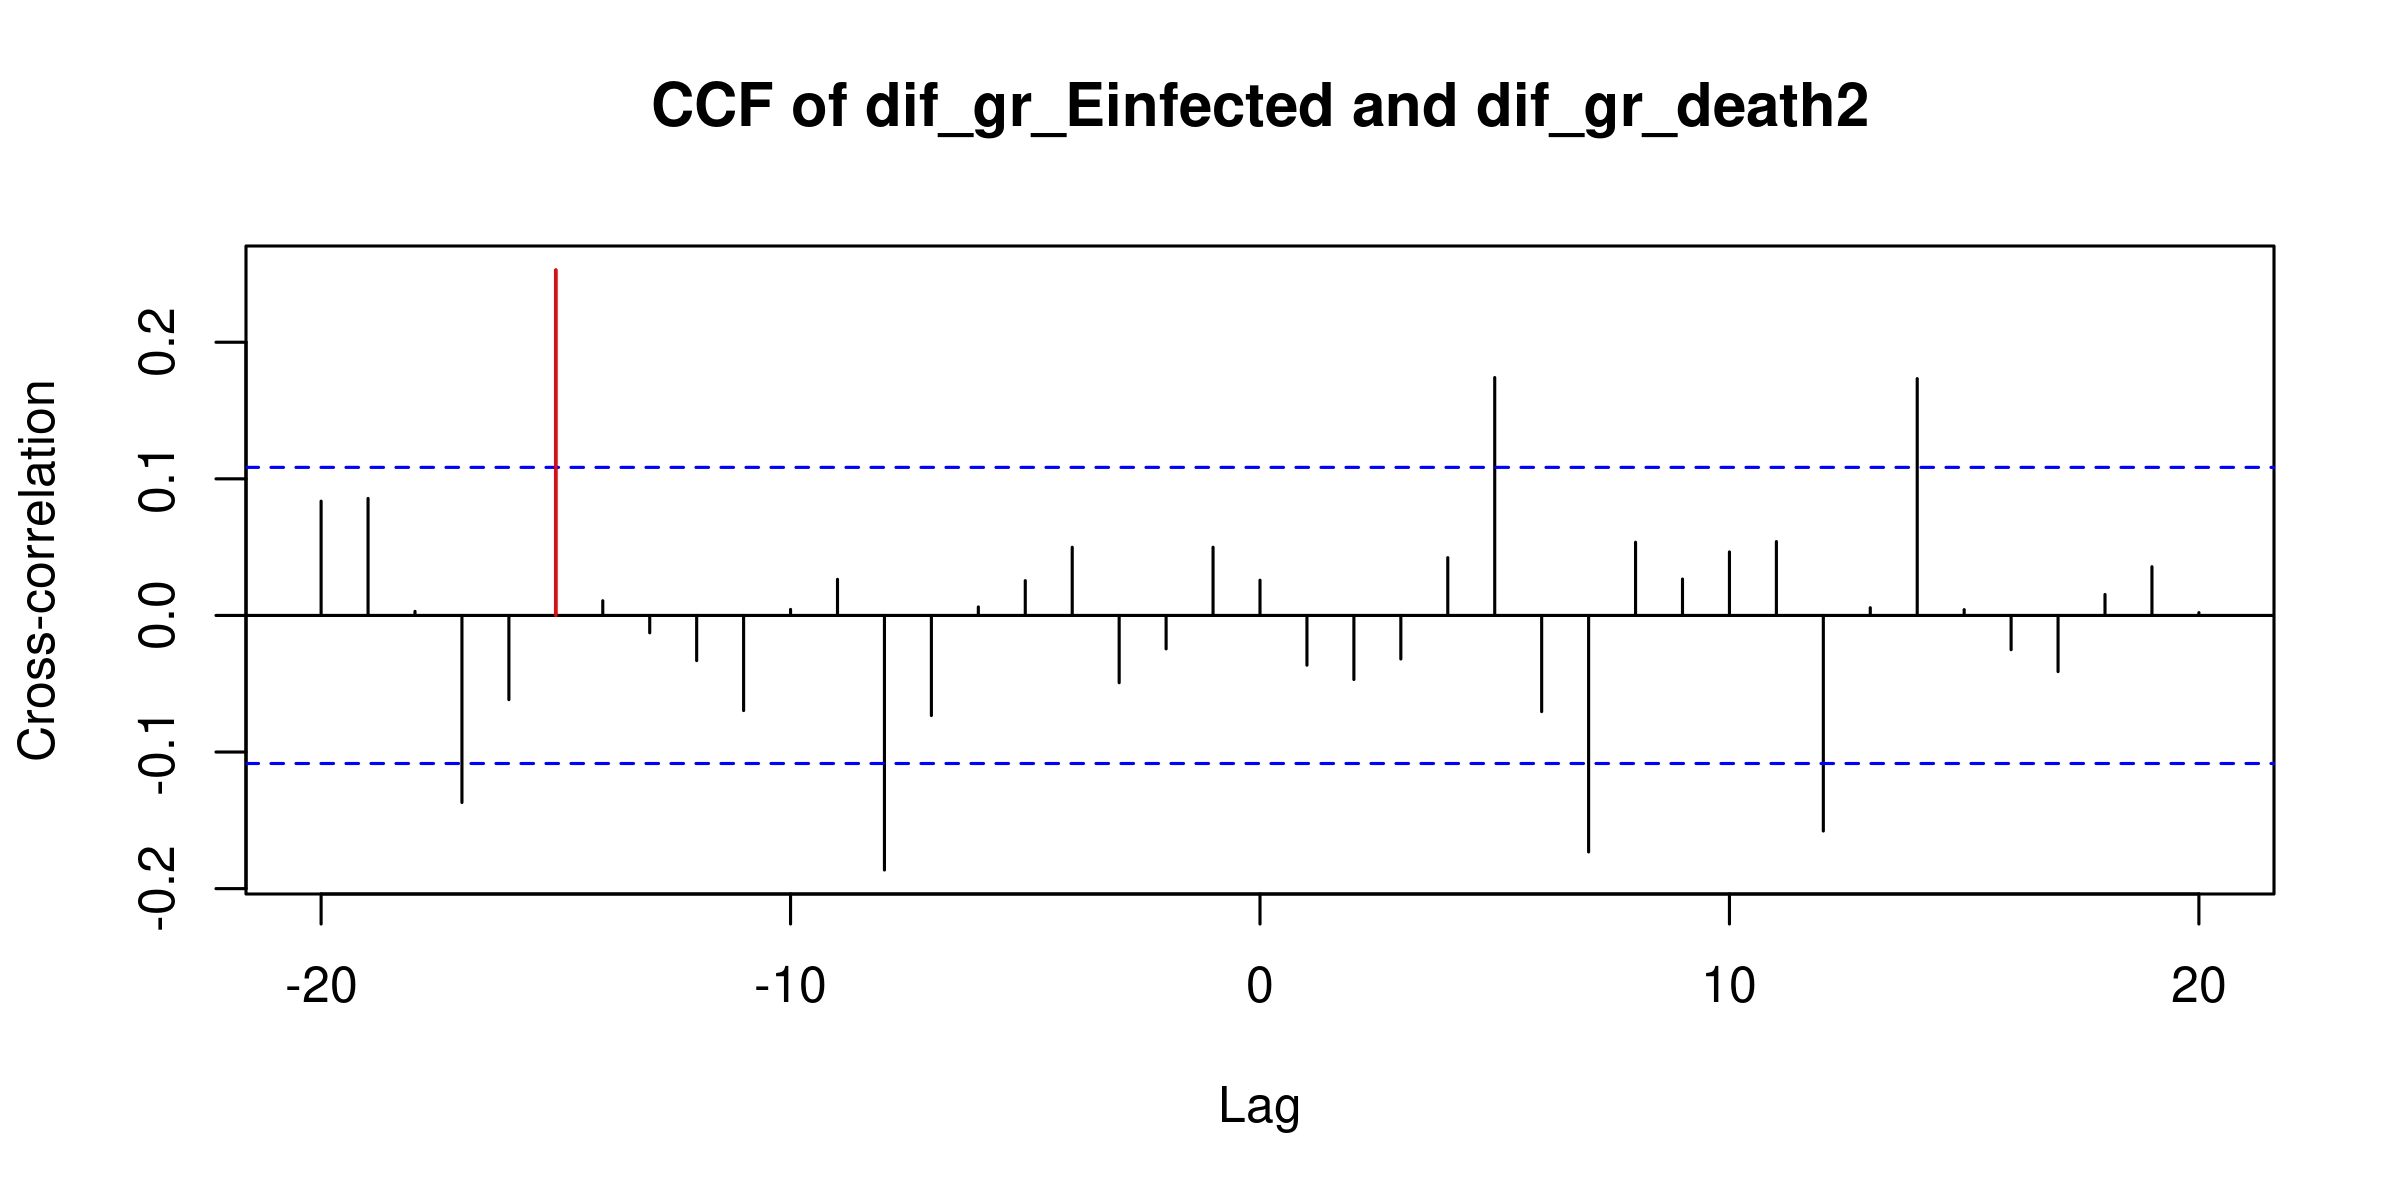 CCF of dif_gr_Einfected and dif_gr_death2
Cross-correlation
0.2
0.1
0.0
-0.1
-0.2
-20 -10 0 10 20
Lag